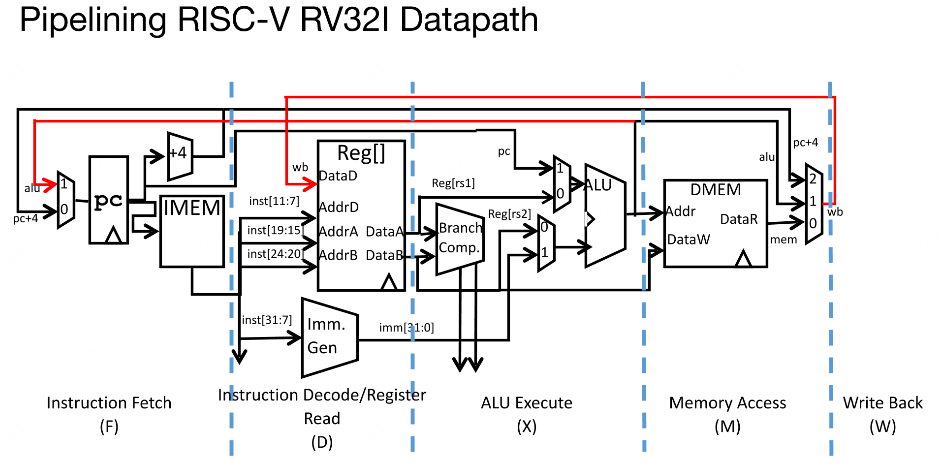 Pipelining RISC-V RV32I Datapath
pc+4
alu
wb
Reg[]
DataD
inst[11:7]
AddrD
inst[19:15]
AddrA
DataA
inst[24:20]
AddrB
DataB
+4
alu
1
0
pc+4
pc
IMEM
pc
Reg[rs1]
Reg[rs2]
Branch
Comp.
1
0
0
1
ALU
DMEM
Addr
DataR
DataW
mem
2
1
0
wb
inst[31:7]
Imm.
Gen
imm[31:0]
Instruction Fetch
(F)
Instruction Decode/Register
Read
(D)
ALU Execute
(X)
Memory Access
(M)
Write Back
(W)